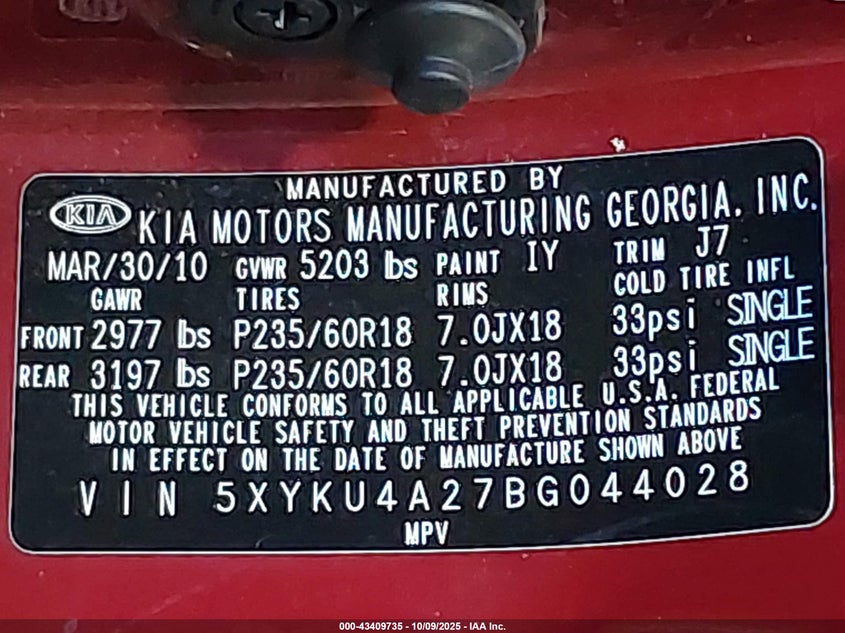 MANUFACTURED BY
KIA KIA MOTORS MANUFACTURING GEORGIA, INC.
MAR/30/10 GVWR 5203 lbs PAINT IY TRIM J7
GAWR TIRES RIMS COLD TIRE INFL
FRONT 2977 lbs P235/60R18 7.0JX18 33psi SINGLE
REAR 3197 lbs P235/60R18 7.0JX18 33psi SINGLE
THIS VEHICLE CONFORMS TO ALL APPLICABLE U.S.A. FEDERAL
MOTOR VEHICLE SAFETY AND THEFT PREVENTION STANDARDS
IN EFFECT ON THE DATE OF MANUFACTURE SHOWN ABOVE
VIN 5XYKU4A27BG044028
MPV
000-43409735 - 10/09/2025 - IAA Inc.